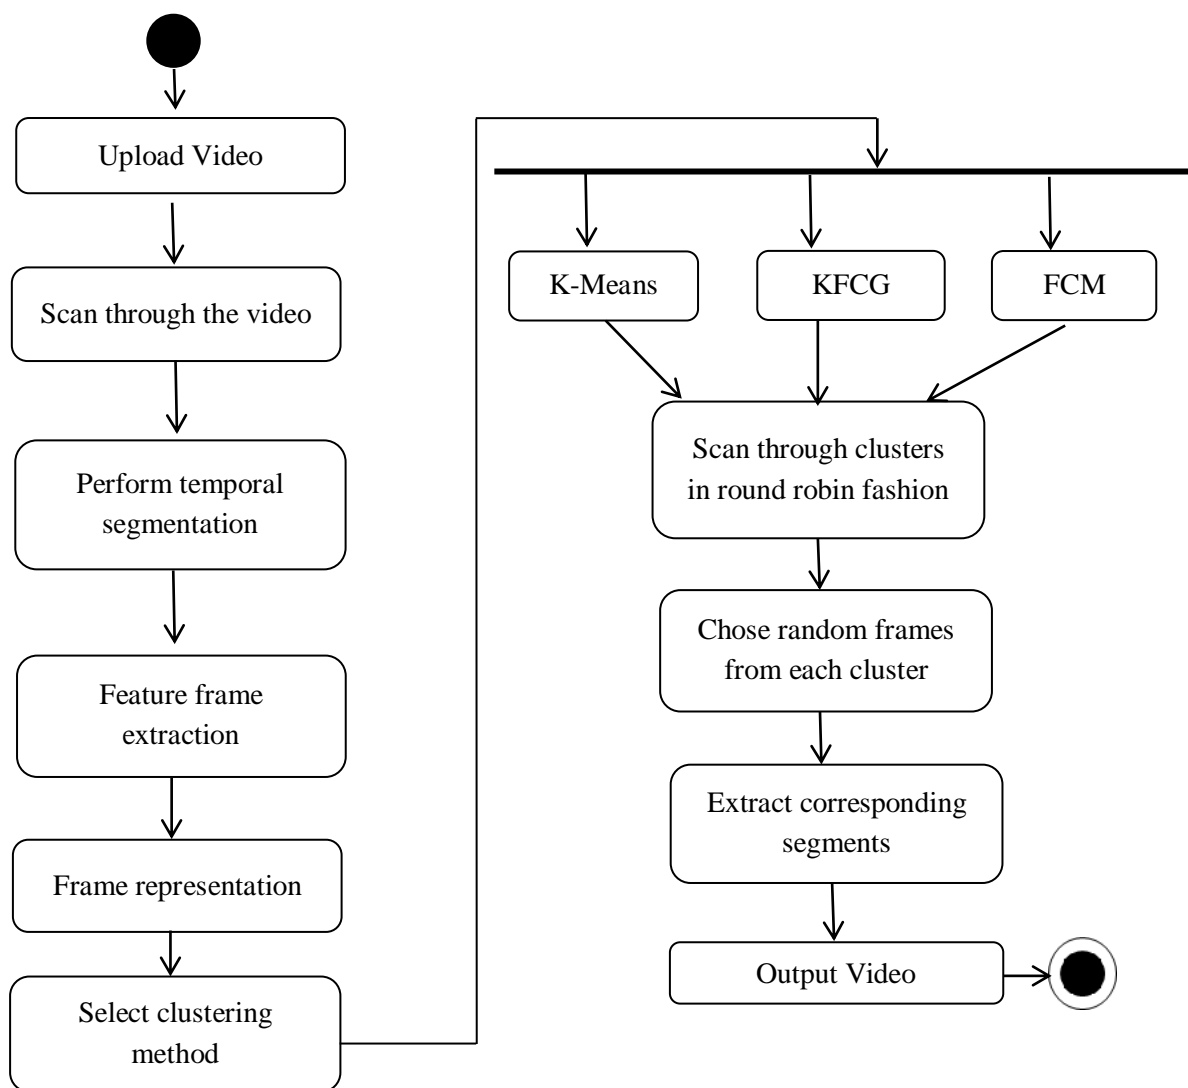 Upload Video
Scan through the video
Perform temporal
segmentation
Feature frame
extraction
Frame representation
Select clustering
method
K-Means
KFCG
FCM
Scan through clusters
in round robin fashion
Chose random frames
from each cluster
Extract corresponding
segments
Output Video